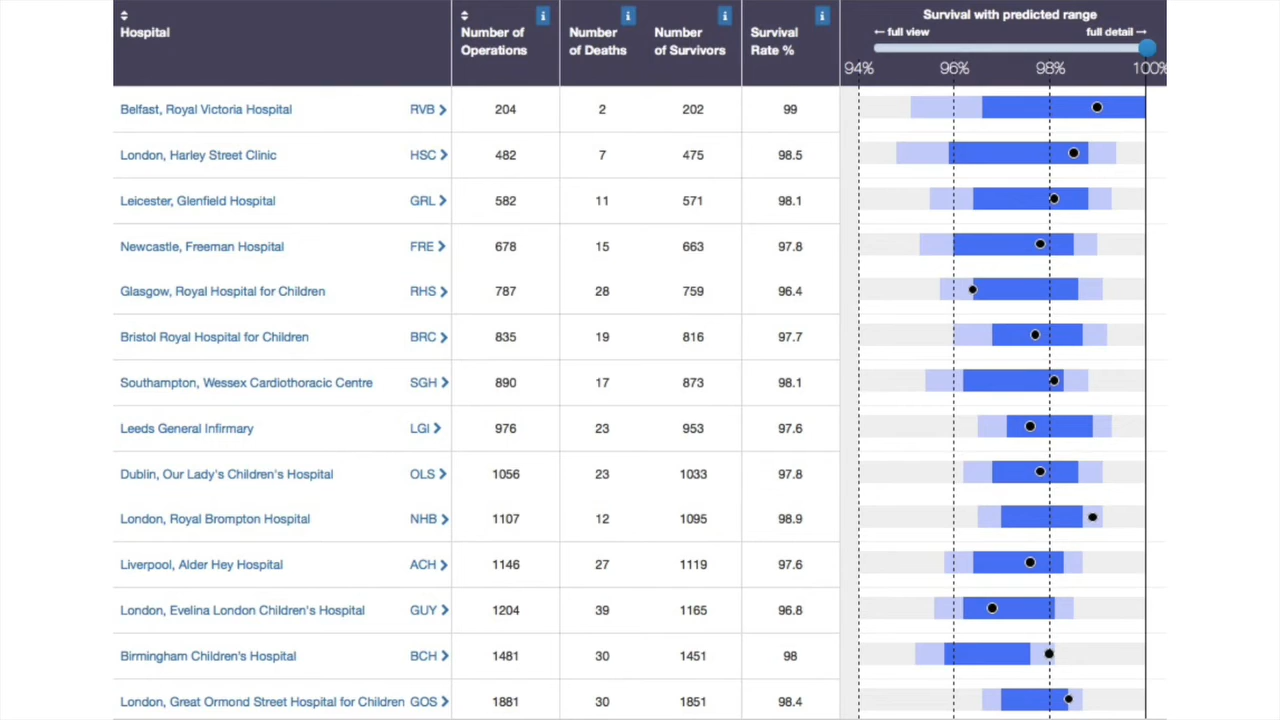 Hospital
Number of Operations
Number of Deaths
Number of Survivors
Survival Rate %
Survival with predicted range
← full view full detail →
94% 96% 98% 100%
Belfast, Royal Victoria Hospital RVB 204 2 202 99
London, Harley Street Clinic HSC 482 7 475 98.5
Leicester, Glenfield Hospital GRL 582 11 571 98.1
Newcastle, Freeman Hospital FRE 678 15 663 97.8
Glasgow, Royal Hospital for Children RHS 787 28 759 96.4
Bristol Royal Hospital for Children BRC 835 19 816 97.7
Southampton, Wessex Cardiothoracic Centre SGH 890 17 873 98.1
Leeds General Infirmary LGI 976 23 953 97.6
Dublin, Our Lady's Children's Hospital OLS 1056 23 1033 97.8
London, Royal Brompton Hospital NHB 1107 12 1095 98.9
Liverpool, Alder Hey Hospital ACH 1146 27 1119 97.6
London, Evelina London Children's Hospital GUY 1204 39 1165 96.8
Birmingham Children's Hospital BCH 1481 30 1451 98
London, Great Ormond Street Hospital for Children GOS 1881 30 1851 98.4